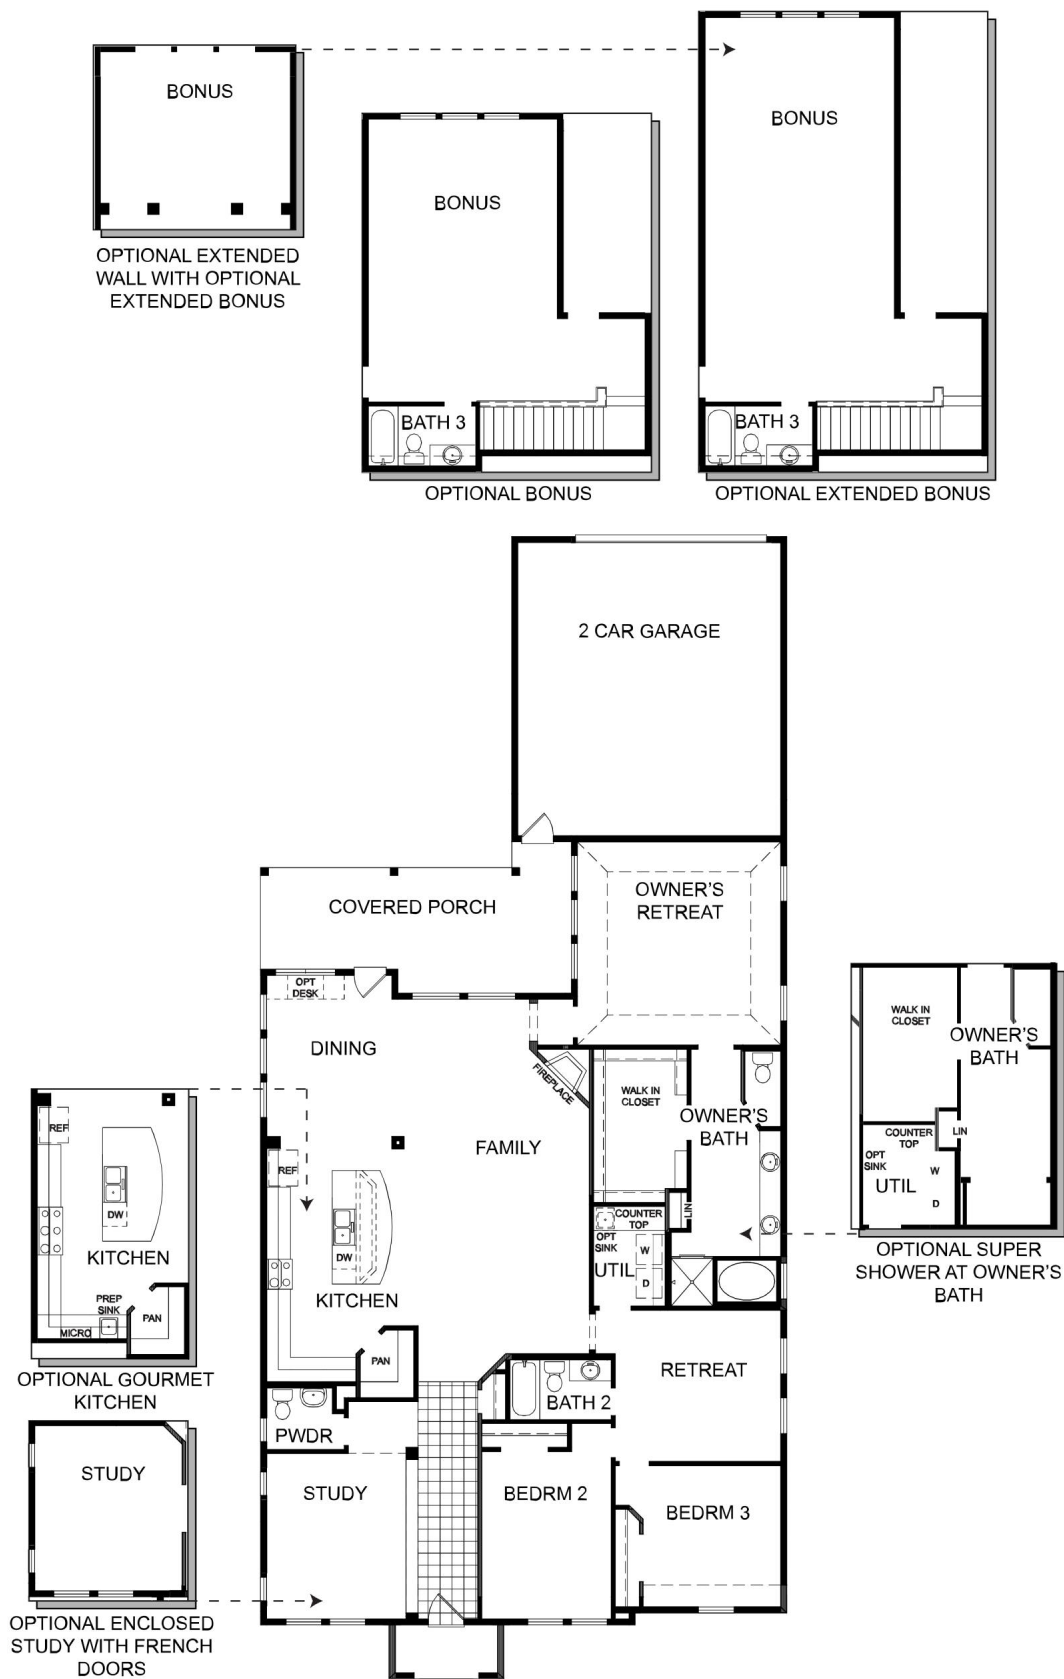 BONUS
OPTIONAL EXTENDED
WALL WITH OPTIONAL
EXTENDED BONUS
BONUS
BATH 3
OPTIONAL BONUS
BONUS
BATH 3
OPTIONAL EXTENDED BONUS
2 CAR GARAGE
OWNER'S
RETREAT
COVERED PORCH
OPT
DESK
DINING
FIREPLACE
WALK IN
CLOSET
OWNER'S
BATH
FAMILY
REF
DW
KITCHEN
PAN
LIN
COUNTER
TOP
OPT
SINK
W
UTIL
D
RETREAT
BATH 2
PWDR
STUDY
BEDRM 2
BEDRM 3
WALK IN
CLOSET
OWNER'S
BATH
COUNTER
TOP
LIN
OPT
SINK
W
UTIL
D
OPTIONAL SUPER
SHOWER AT OWNER'S
BATH
REF
DW
KITCHEN
PREP
SINK
MICRO
PAN
OPTIONAL GOURMET
KITCHEN
STUDY
OPTIONAL ENCLOSED
STUDY WITH FRENCH
DOORS